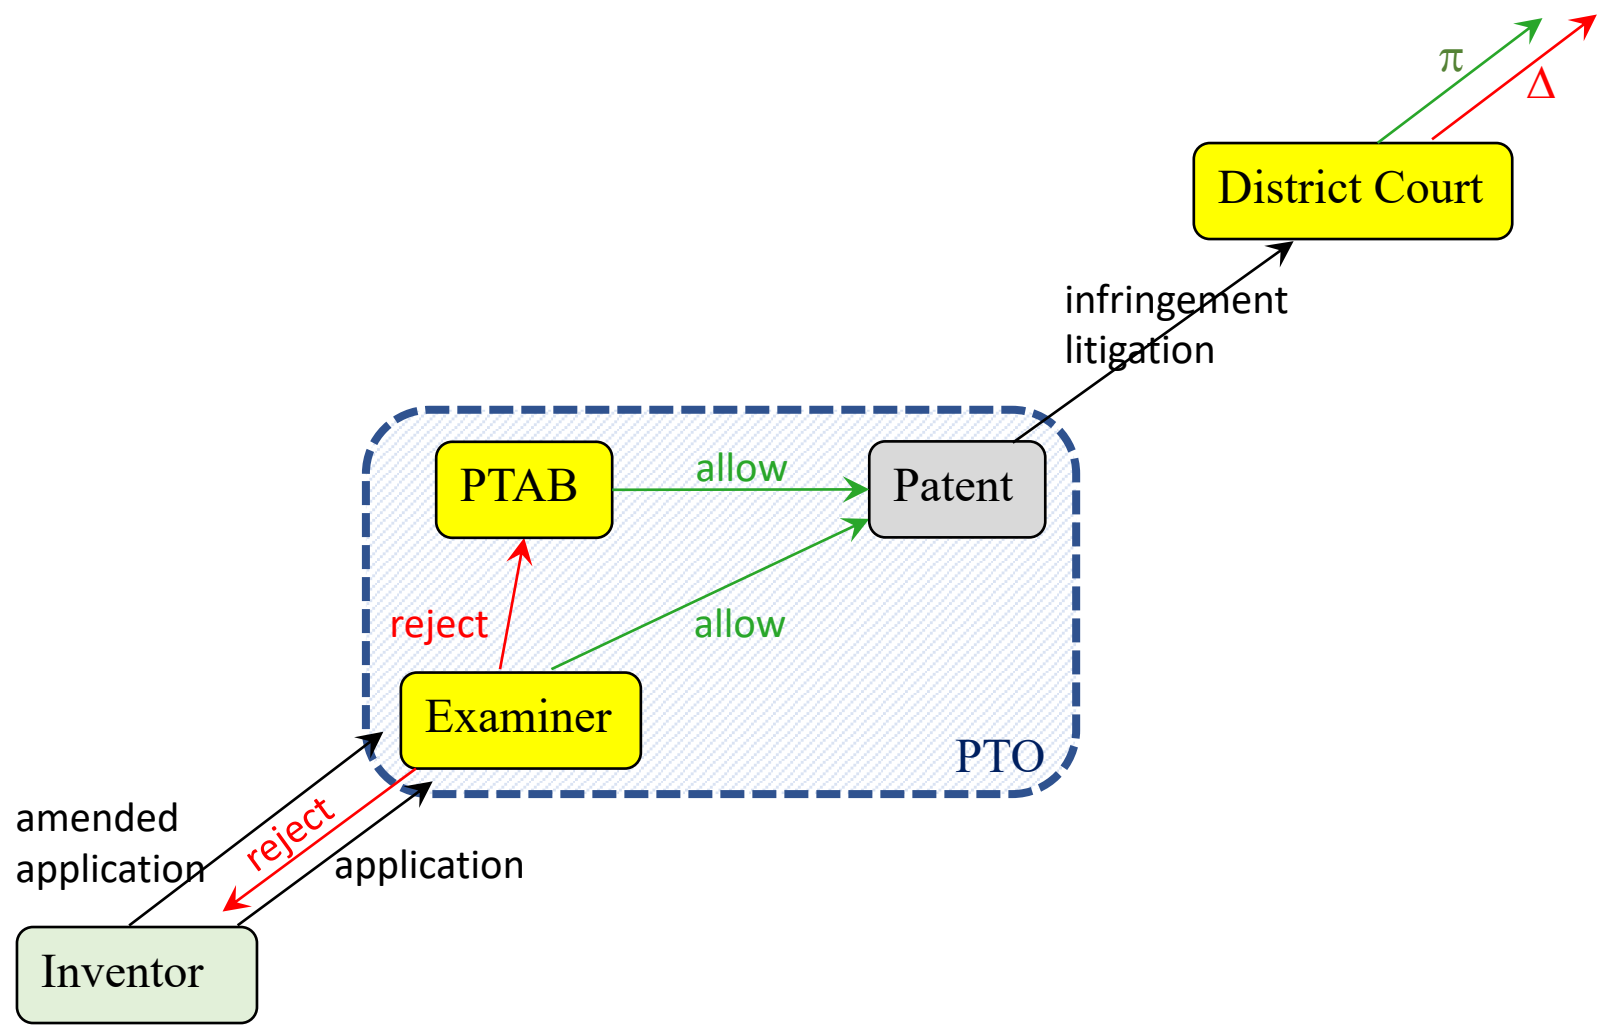 π
Δ
District Court
infringement
litigation
PTAB
allow
Patent
reject
allow
Examiner
PTO
amended
application
reject
application
Inventor